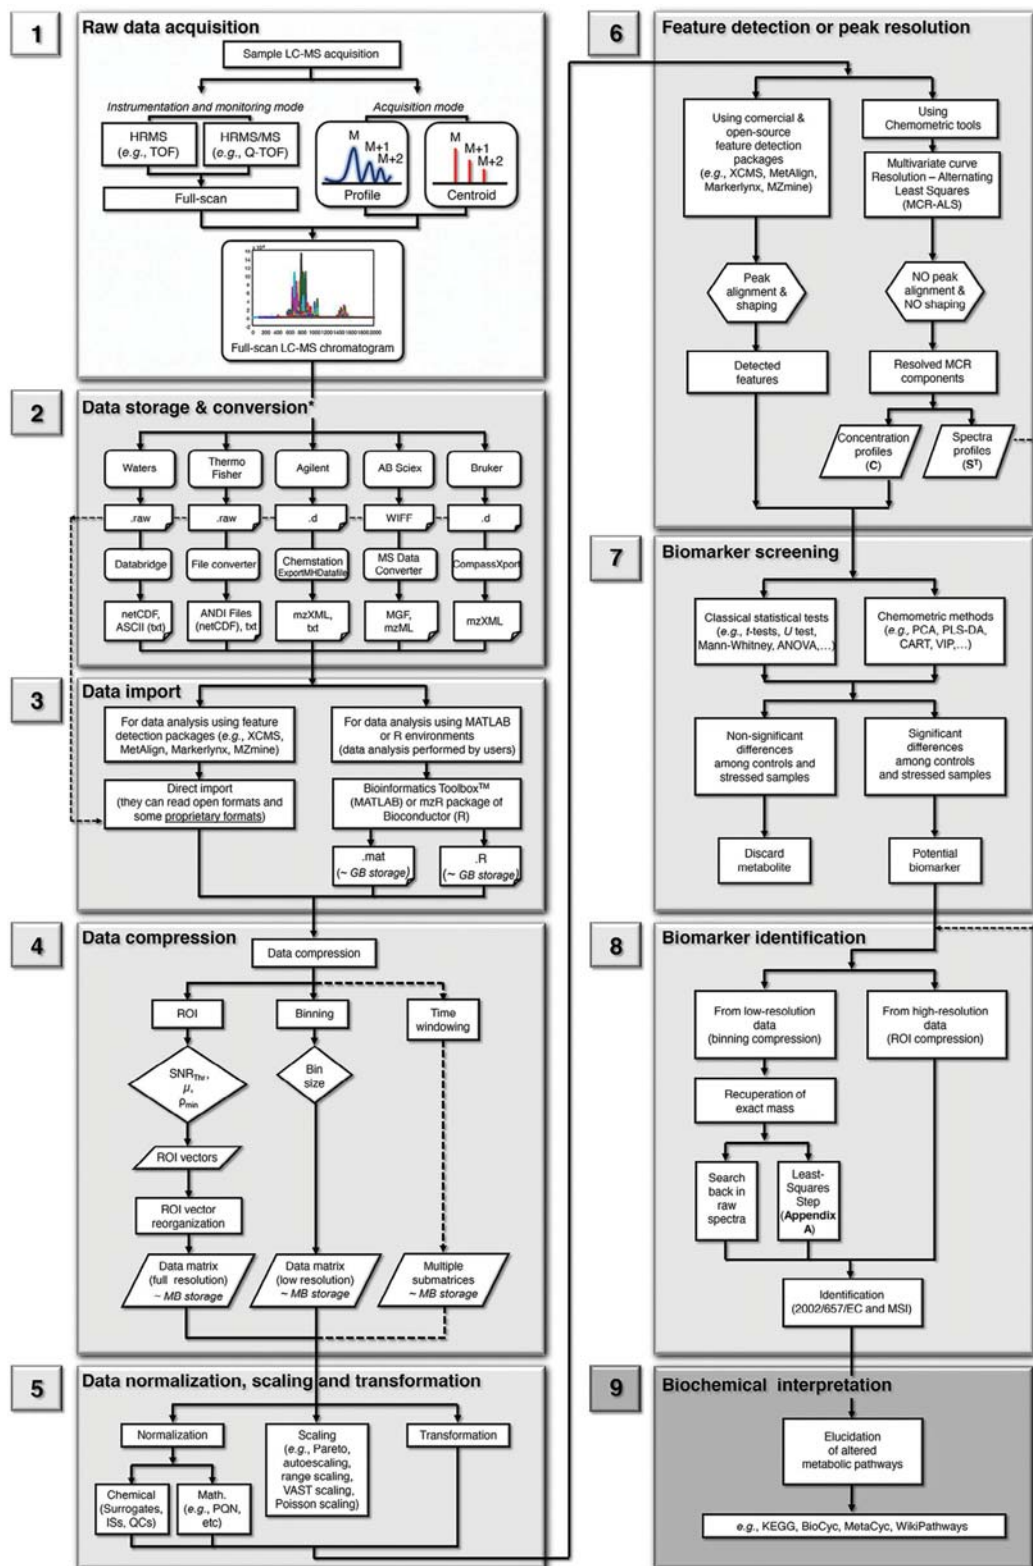 1
Raw data acquisition
Sample LC-MS acquisition
Instrumentation and monitoring mode
Acquisition mode
HRMS
(e.g., TOF)
HRMS/MS
(e.g., Q-TOF)
Full-scan
M
M+1
M+2
Profile
M
M+1
M+2
Centroid
Full-scan LC-MS chromatogram
2
Data storage & conversion*
Waters
Thermo
Fisher
Agilent
AB Sciex
Bruker
.raw
.raw
.d
WIFF
.d
Databridge
File converter
Chemstation
ExportMHDatafile
MS Data
Converter
CompassXport
netCDF,
ASCII (txt)
ANDI Files
(netCDF), txt
mzXML,
txt
MGF,
mzML
mzXML
3
Data import
For data analysis using feature
detection packages (e.g., XCMS,
MetAlign, Markerlynx, MZmine)
For data analysis using MATLAB
or R environments
(data analysis performed by users)
Direct import
(they can read open formats and
some proprietary formats)
Bioinformatics Toolbox™
(MATLAB) or mzR package of
Bioconductor (R)
.mat
(~ GB storage)
.R
(~ GB storage)
4
Data compression
Data compression
ROI
Binning
Time
windowing
SNRThr,
μ,
ρmin
Bin
size
ROI vectors
ROI vector
reorganization
Data matrix
(full resolution)
~ MB storage
Data matrix
(low resolution)
~ MB storage
Multiple
submatrices
~ MB storage
5
Data normalization, scaling and transformation
Normalization
Scaling
(e.g., Pareto,
autoescaling,
range scaling,
VAST scaling,
Poisson scaling)
Transformation
Chemical
(Surrogates,
ISs, QCs)
Math.
(e.g., PQN,
etc)
6
Feature detection or peak resolution
Using comercial &
open-source
feature detection
packages
(e.g., XCMS, MetAlign,
Markerlynx, MZmine)
Using
Chemometric tools
Multivariate curve
Resolution – Alternating
Least Squares
(MCR-ALS)
Peak
alignment &
shaping
NO peak
alignment &
NO shaping
Detected
features
Resolved MCR
components
Concentration
profiles
(C)
Spectra
profiles
(Sᵀ)
7
Biomarker screening
Classical statistical tests
(e.g., t-tests, U test,
Mann-Whitney, ANOVA,…)
Chemometric methods
(e.g., PCA, PLS-DA,
CART, VIP,…)
Non-significant
differences
among controls and
stressed samples
Significant
differences
among controls
and stressed samples
Discard
metabolite
Potential
biomarker
8
Biomarker identification
From low-resolution
data
(binning compression)
From high-resolution
data
(ROI compression)
Recuperation of
exact mass
Search
back in
raw
spectra
Least-
Squares
Step
(Appendix
A)
Identification
(2002/657/EC and MSI)
9
Biochemical interpretation
Elucidation
of altered
metabolic pathways
e.g., KEGG, BioCyc, MetaCyc, WikiPathways